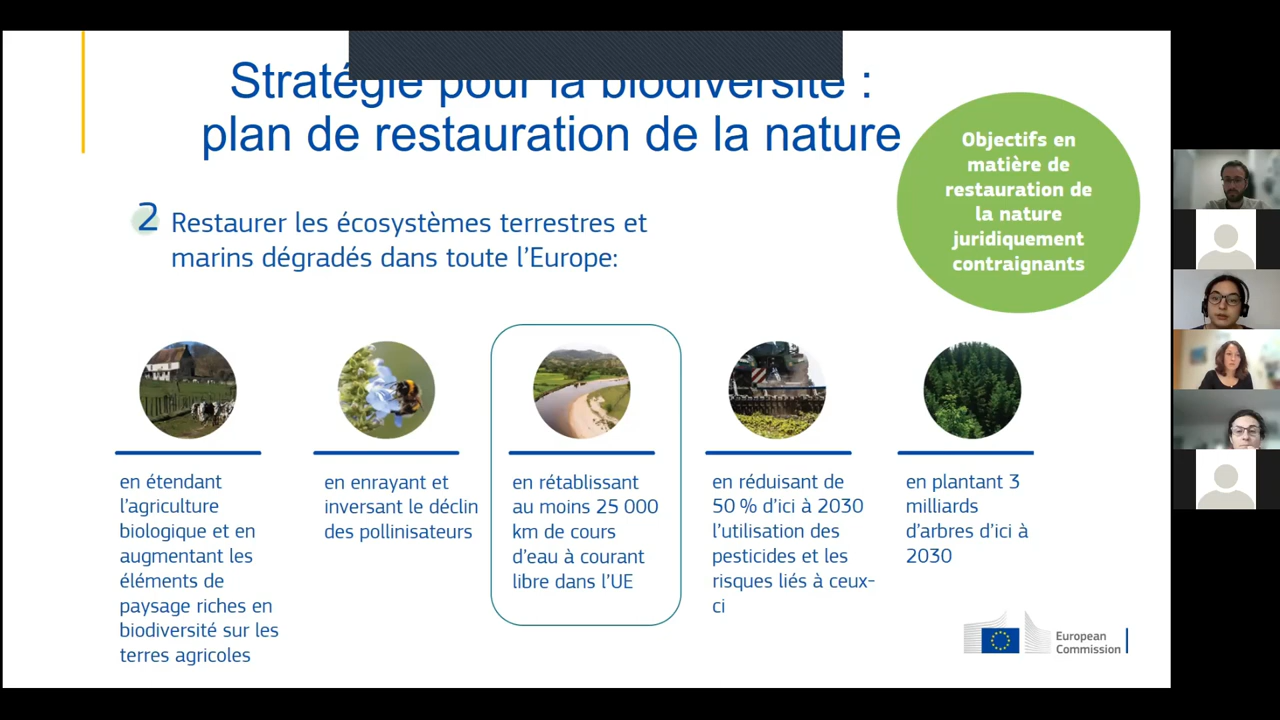 Stratégie pour la biodiversité :
plan de restauration de la nature
Objectifs en
matière de
restauration de
la nature
juridiquement
contraignants
2 Restaurer les écosystèmes terrestres et
marins dégradés dans toute l'Europe:
en étendant
l'agriculture
biologique et en
augmentant les
éléments de
paysage riches en
biodiversité sur les
terres agricoles
en enrayant et
inversant le déclin
des pollinisateurs
en rétablissant
au moins 25 000
km de cours
d'eau à courant
libre dans l'UE
en réduisant de
50 % d'ici à 2030
l'utilisation des
pesticides et les
risques liés à ceux-
ci
en plantant 3
milliards
d'arbres d'ici à
2030
European
Commission